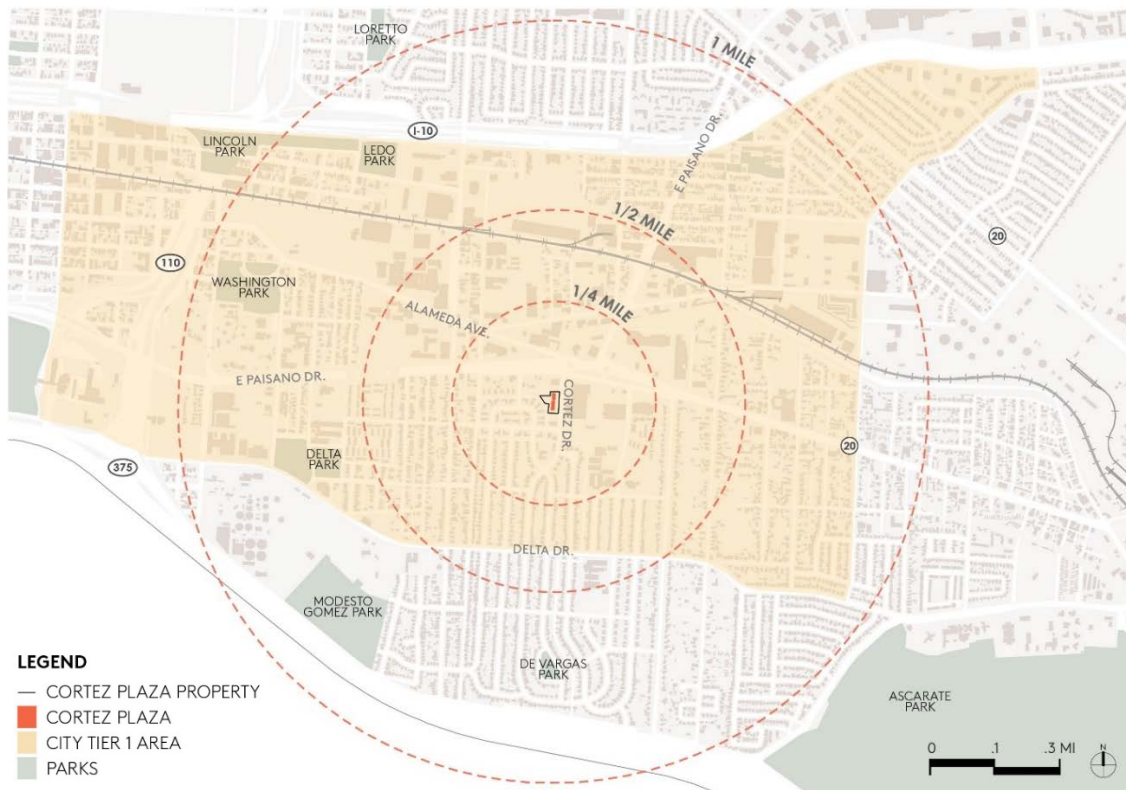 LORETTO
PARK
1 MILE
I-10
LINCOLN
PARK
LEDO
PARK
E PAISANO DR.
1/2 MILE
20
110
WASHINGTON
PARK
1/4 MILE
ALAMEDA AVE.
E PAISANO DR.
CORTEZ DR.
DELTA
PARK
20
375
DELTA DR.
MODESTO
GOMEZ PARK
DE VARGAS
PARK
ASCARATE
PARK
LEGEND
CORTEZ PLAZA PROPERTY
CORTEZ PLAZA
CITY TIER 1 AREA
PARKS
0 .1 .3 MI
N